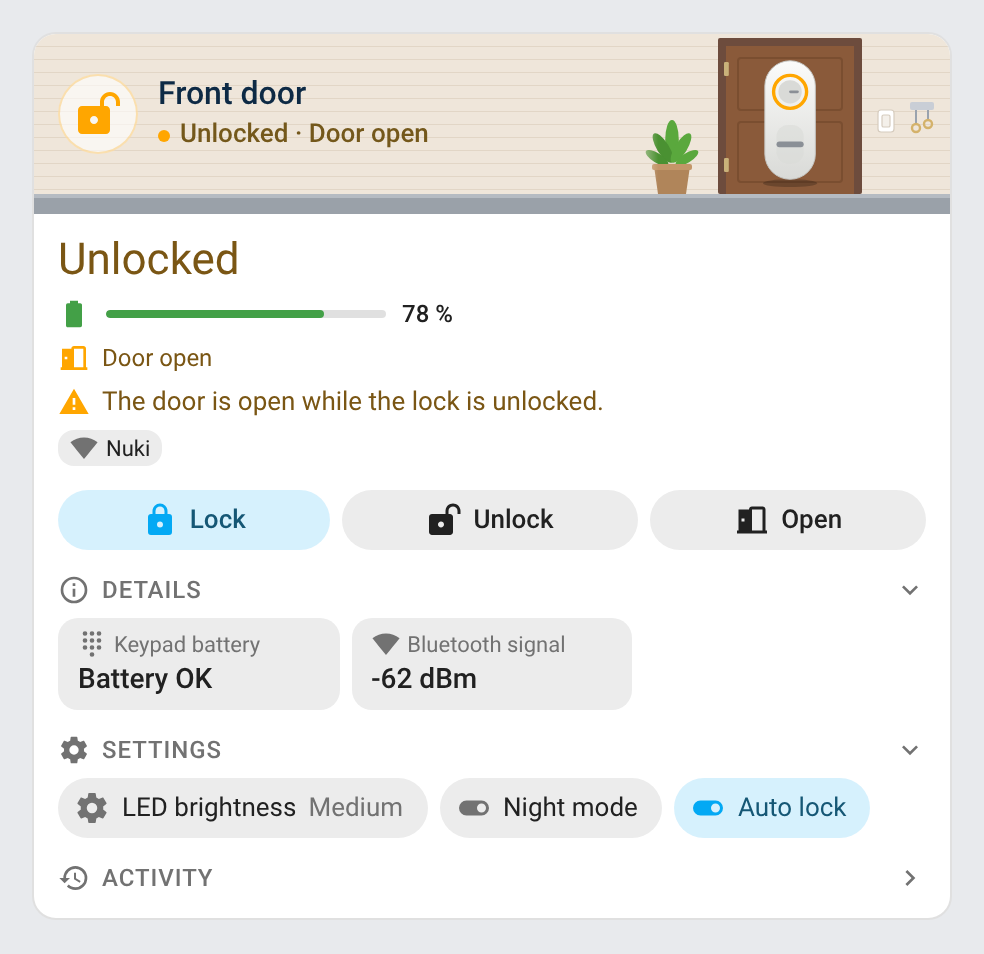 Front door
Unlocked · Door open
Unlocked
78 %
Door open
The door is open while the lock is unlocked.
Nuki
Lock
Unlock
Open
DETAILS
Keypad battery
Battery OK
Bluetooth signal
-62 dBm
SETTINGS
LED brightness Medium
Night mode
Auto lock
ACTIVITY